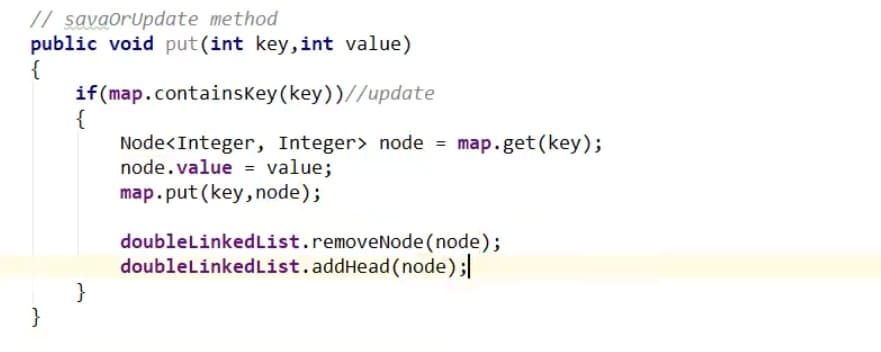 // savaOrUpdate method
public void put(int key,int value)
{
if(map.containsKey(key))//update
{
Node<Integer, Integer> node = map.get(key);
node.value = value;
map.put(key,node);
doubleLinkedList.removeNode(node);
doubleLinkedList.addHead(node);
}
}